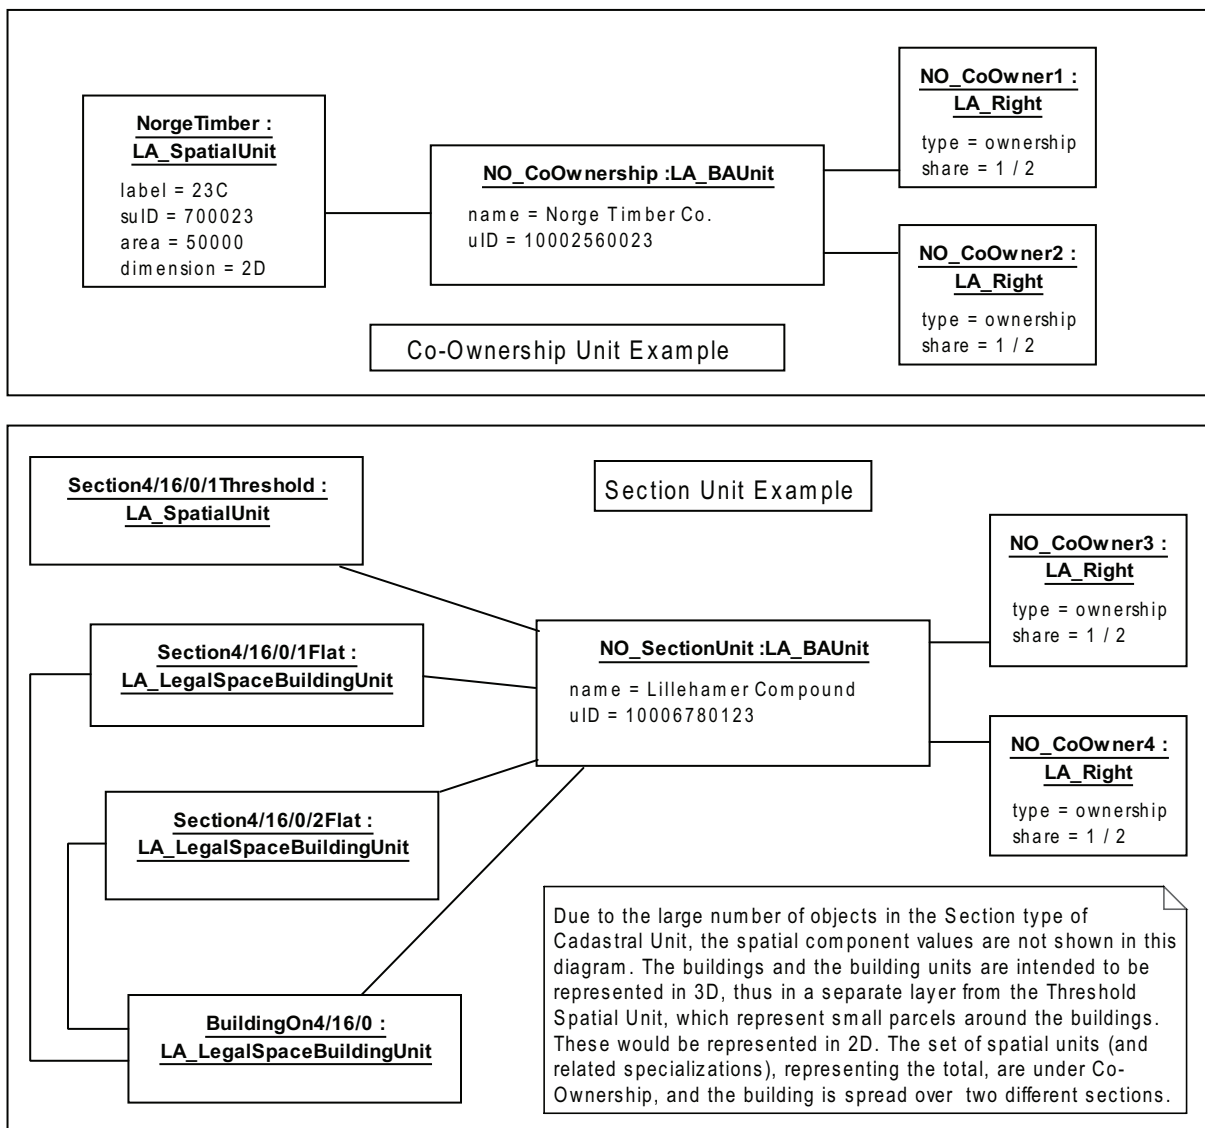 NorgeTimber :
LA_SpatialUnit
label = 23C
suID = 700023
area = 50000
dimension = 2D
NO_CoOwnership :LA_BAUnit
name = Norge Timber Co.
uID = 10002560023
NO_CoOwner1 :
LA_Right
type = ownership
share = 1 / 2
NO_CoOwner2 :
LA_Right
type = ownership
share = 1 / 2
Co-Ownership Unit Example
Section4/16/0/1Threshold :
LA_SpatialUnit
Section Unit Example
Section4/16/0/1Flat :
LA_LegalSpaceBuildingUnit
NO_SectionUnit :LA_BAUnit
name = Lillehamer Compound
uID = 10006780123
NO_CoOwner3 :
LA_Right
type = ownership
share = 1 / 2
NO_CoOwner4 :
LA_Right
type = ownership
share = 1 / 2
Section4/16/0/2Flat :
LA_LegalSpaceBuildingUnit
BuildingOn4/16/0 :
LA_LegalSpaceBuildingUnit
Due to the large number of objects in the Section type of
Cadastral Unit, the spatial component values are not shown in this
diagram. The buildings and the building units are intended to be
represented in 3D, thus in a separate layer from the Threshold
Spatial Unit, which represent small parcels around the buildings.
These would be represented in 2D. The set of spatial units (and
related specializations), representing the total, are under Co-
Ownership, and the building is spread over two different sections.